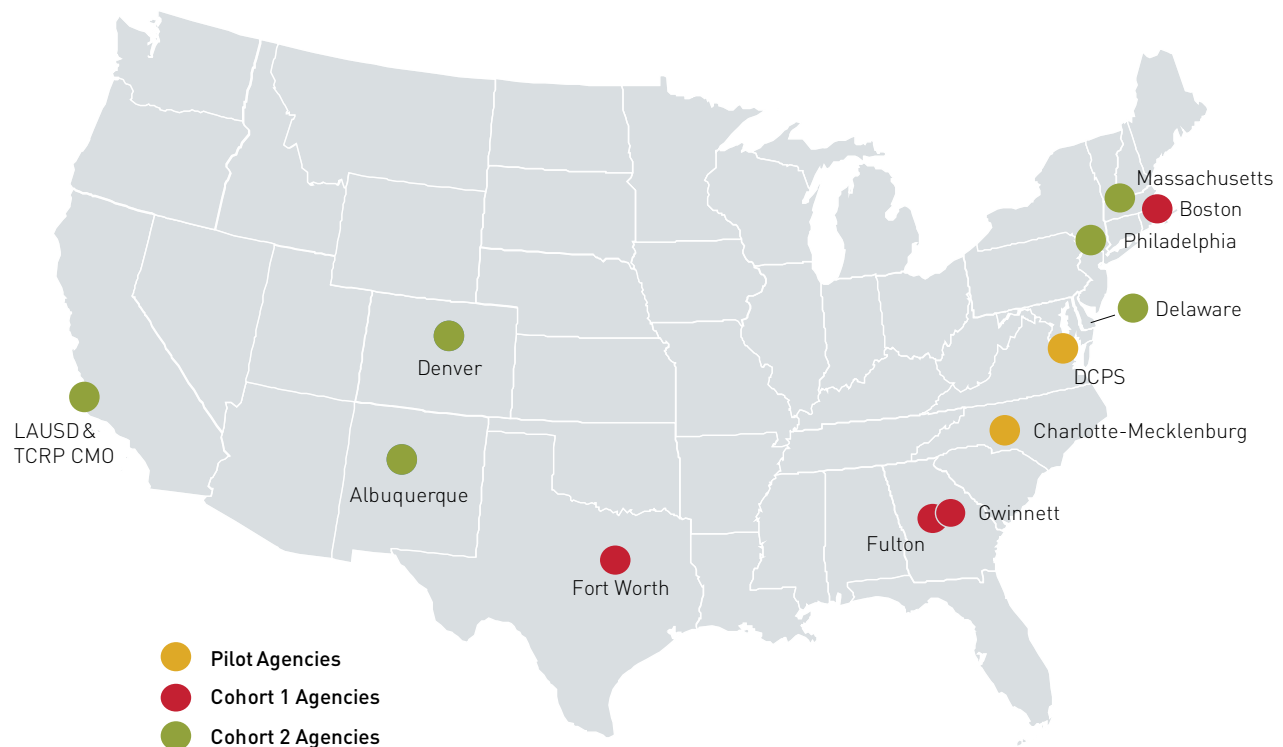 Massachusetts
Boston
Philadelphia
Delaware
Denver
DCPS
LAUSD &
TCRP CMO
Charlotte-Mecklenburg
Albuquerque
Gwinnett
Fulton
Fort Worth
Pilot Agencies
Cohort 1 Agencies
Cohort 2 Agencies